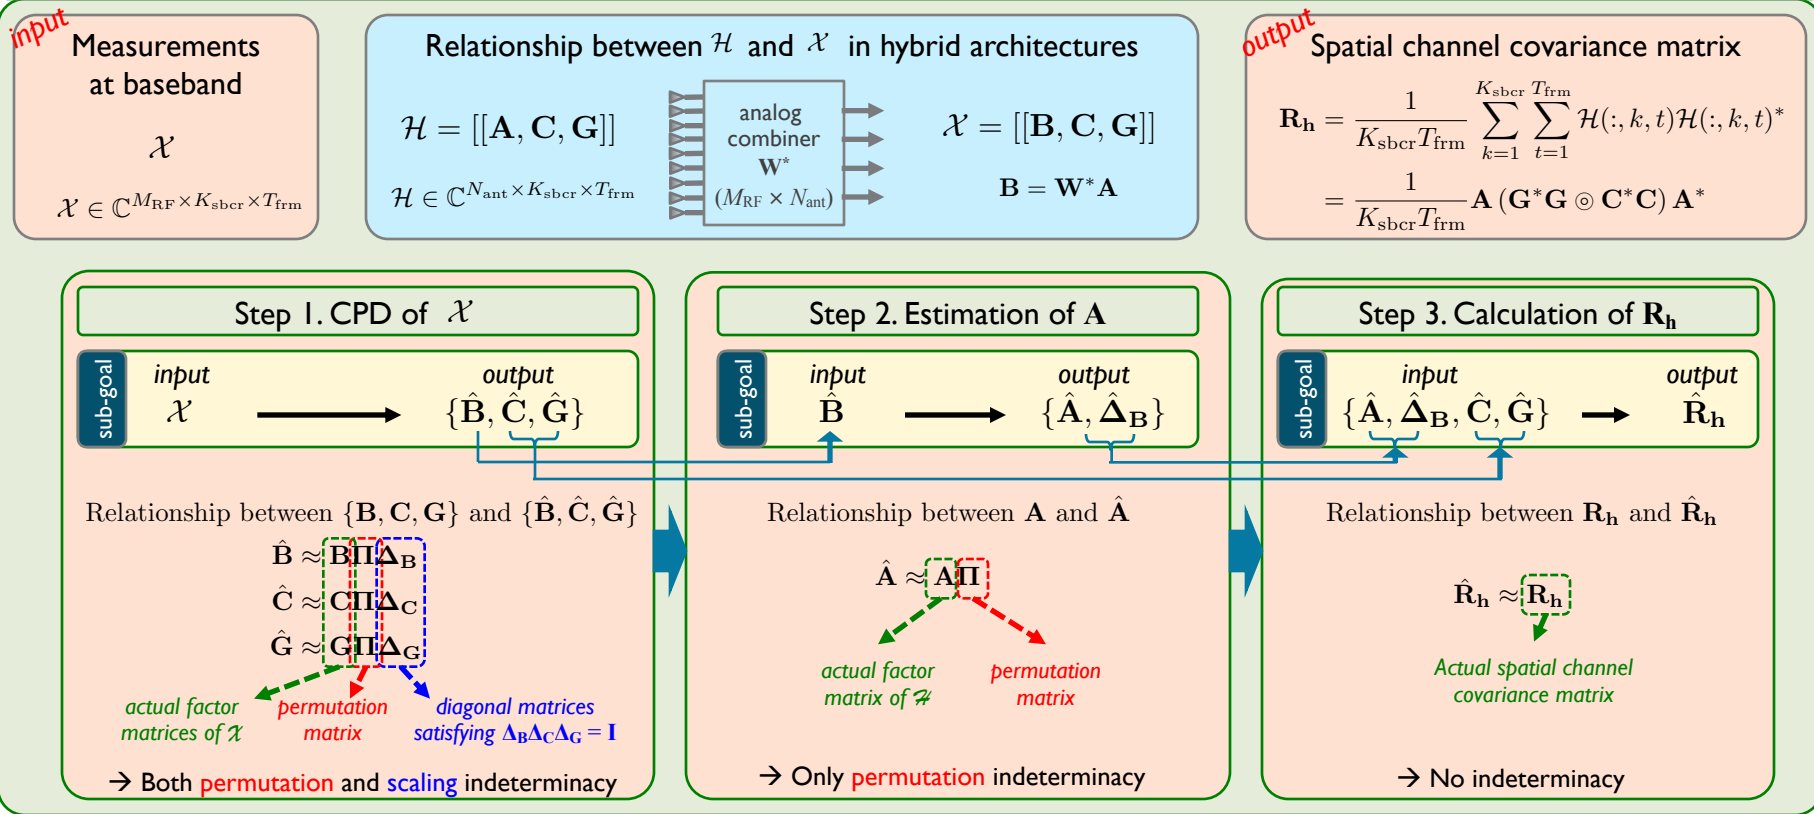 input
Measurements
at baseband
𝒳
𝒳 ∈ ℂ^{M_RF×K_sbcr×T_frm}
Relationship between ℋ and 𝒳 in hybrid architectures
ℋ = [[A, C, G]]
ℋ ∈ ℂ^{N_ant×K_sbcr×T_frm}
analog
combiner
W*
(M_RF × N_ant)
𝒳 = [[B, C, G]]
B = W*A
output
Spatial channel covariance matrix
R_h = \frac{1}{K_sbcr T_frm} \sum_{k=1}^{K_sbcr} \sum_{t=1}^{T_frm} ℋ(:, k, t)ℋ(:, k, t)*
= \frac{1}{K_sbcr T_frm} A (G*G ⊚ C*C) A*
Step 1. CPD of 𝒳
sub-goal
input output
𝒳 {B̂, Ĉ, Ĝ}
Relationship between {B, C, G} and {B̂, Ĉ, Ĝ}
B̂ ≈ BΠΔ_B
Ĉ ≈ CΠΔ_C
Ĝ ≈ GΠΔ_G
actual factor
matrices of 𝒳
permutation
matrix
diagonal matrices
satisfying Δ_BΔ_CΔ_G = I
→ Both permutation and scaling indeterminacy
Step 2. Estimation of A
sub-goal
input output
B̂ {Â, Δ̂_B}
Relationship between A and Â
Â ≈ AΠ
actual factor
matrix of ℋ
permutation
matrix
→ Only permutation indeterminacy
Step 3. Calculation of R_h
sub-goal
input output
{Â, Δ̂_B, Ĉ, Ĝ} R̂_h
Relationship between R_h and R̂_h
R̂_h ≈ R_h
Actual spatial channel
covariance matrix
→ No indeterminacy